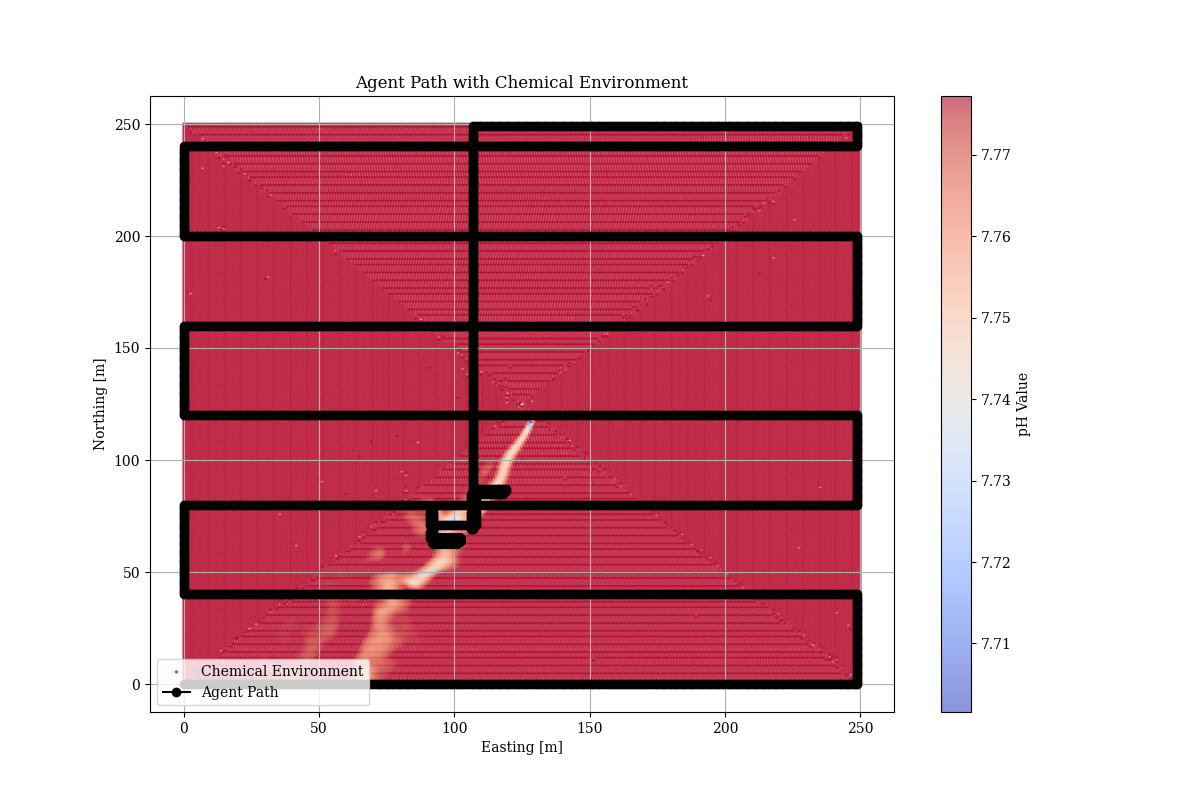 Agent Path with Chemical Environment
250
200
150
100
50
0
Northing [m]
0 50 100 150 200 250
Easting [m]
Chemical Environment
Agent Path
7.77
7.76
7.75
7.74
7.73
7.72
7.71
pH Value